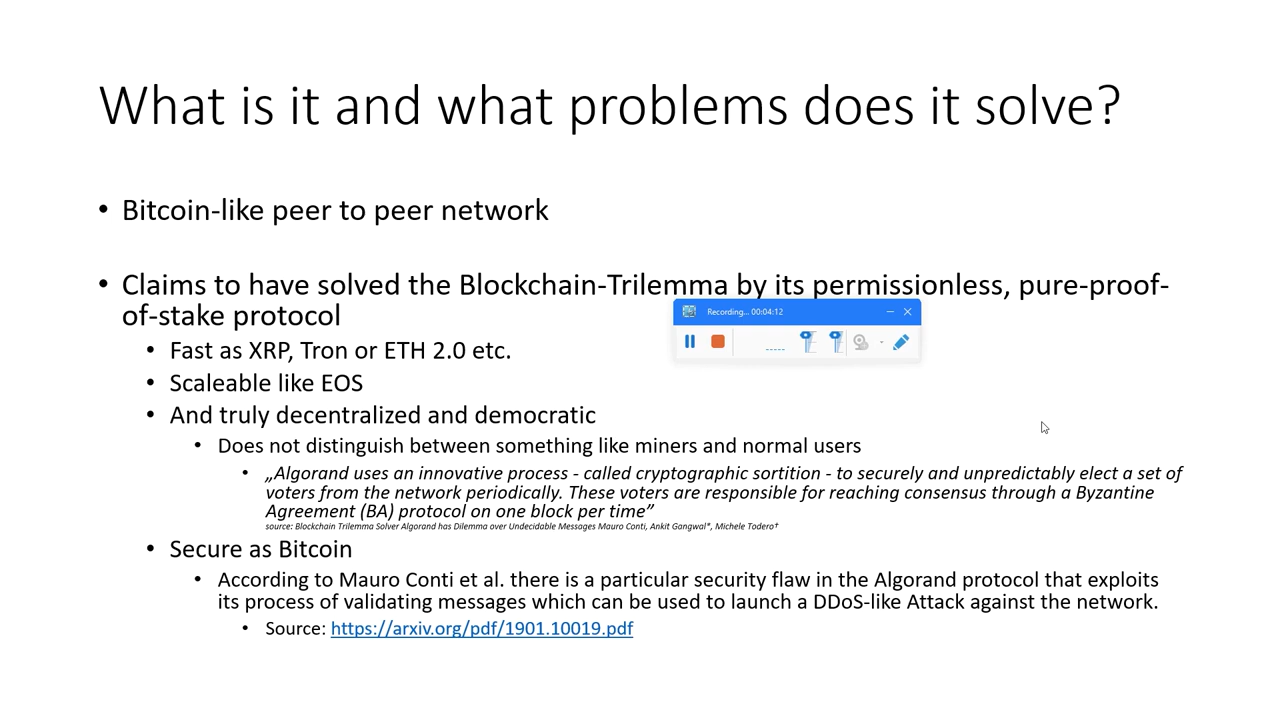 What is it and what problems does it solve?
• Bitcoin-like peer to peer network
• Claims to have solved the Blockchain-Trilemma by its permissionless, pure-proof-
of-stake protocol
Recording... 00:04:12
• Fast as XRP, Tron or ETH 2.0 etc.
• Scaleable like EOS
• And truly decentralized and democratic
• Does not distinguish between something like miners and normal users
• „Algorand uses an innovative process - called cryptographic sortition - to securely and unpredictably elect a set of
voters from the network periodically. These voters are responsible for reaching consensus through a Byzantine
Agreement (BA) protocol on one block per time”
source: Blockchain Trilemma Solver Algorand has Dilemma over Undecidable Messages Mauro Conti, Ankit Gangwal*, Michele Todero†
• Secure as Bitcoin
• According to Mauro Conti et al. there is a particular security flaw in the Algorand protocol that exploits
its process of validating messages which can be used to launch a DDoS-like Attack against the network.
• Source: https://arxiv.org/pdf/1901.10019.pdf